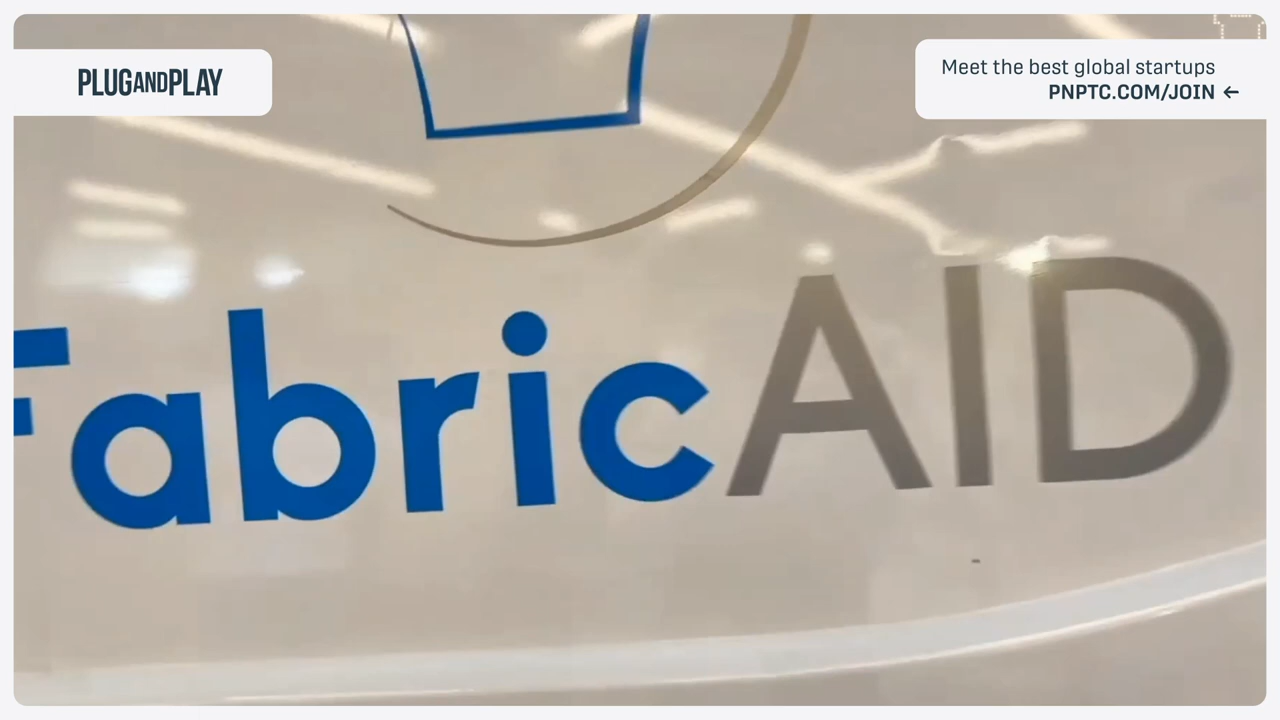 PLUGANDPLAY
Meet the best global startups
PNPTC.COM/JOIN ←
FabricAID